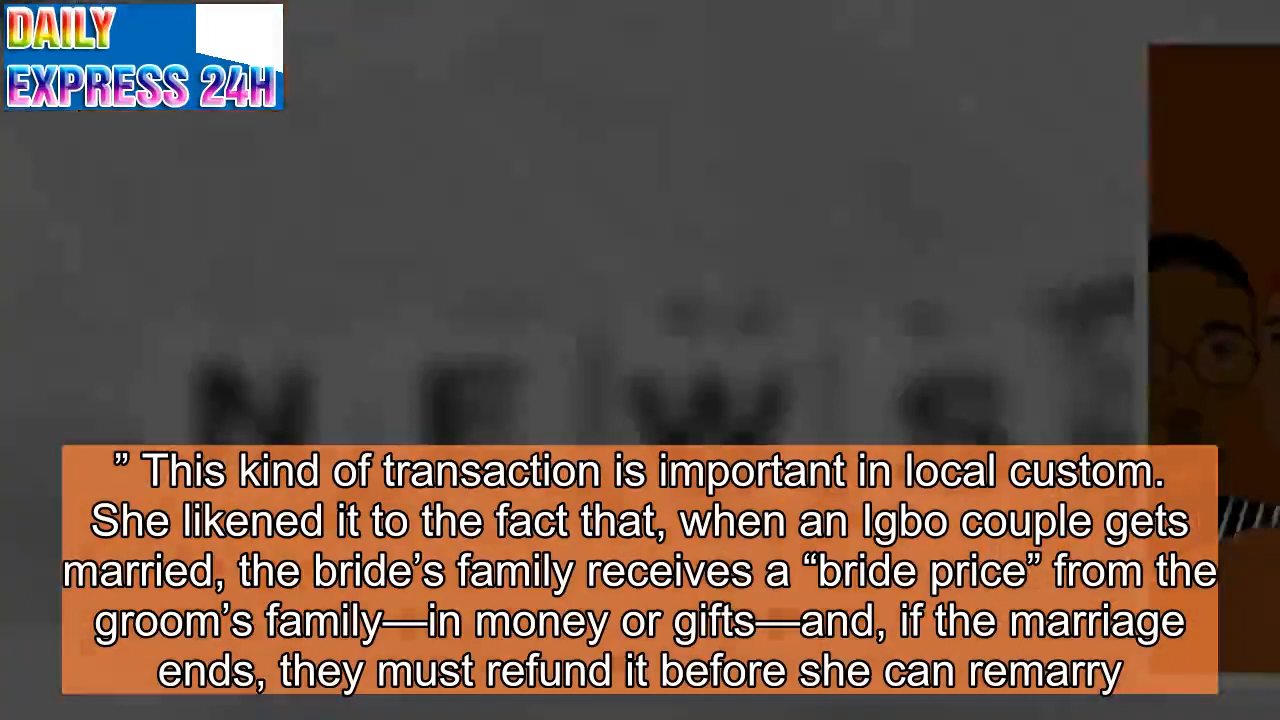 DAILY
EXPRESS 24H
NEWS
” This kind of transaction is important in local custom.
She likened it to the fact that, when an Igbo couple gets
married, the bride’s family receives a “bride price” from the
groom’s family—in money or gifts—and, if the marriage
ends, they must refund it before she can remarry